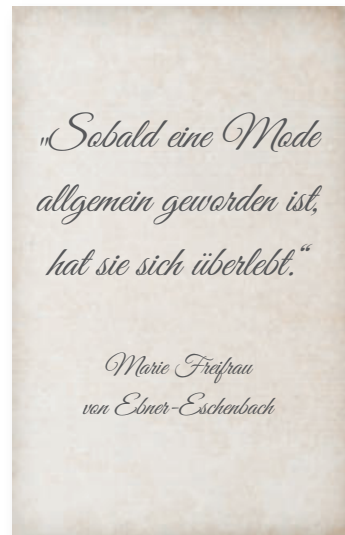 „Sobald eine Mode
allgemein geworden ist,
hat sie sich überlebt.“
Marie Freifrau
von Ebner-Eschenbach